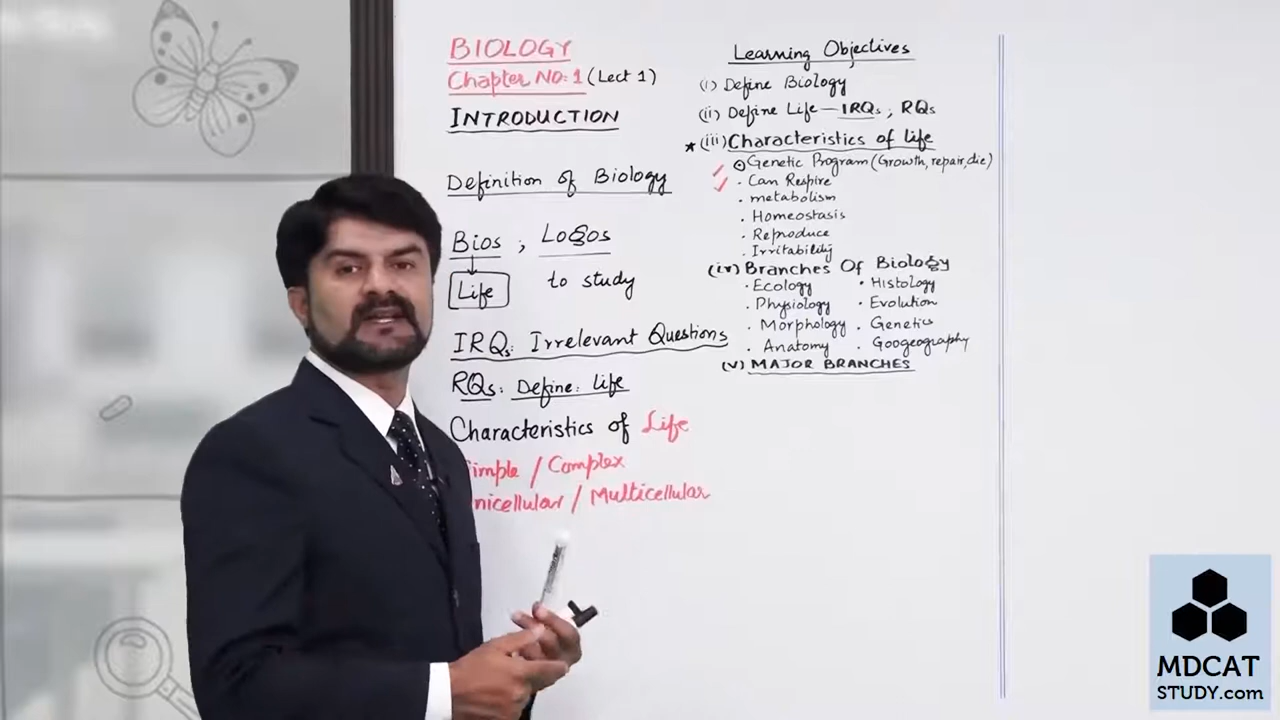 BIOLOGY
Chapter No: 1 (Lect 1)
INTRODUCTION
Definition of Biology
Bios ; Logos
Life to study
IRQs: Irrelevant Questions
RQs: Define: Life
Characteristics of Life
imple / Complex
nicellular / Multicellular
Learning Objectives
(i) Define Biology
(ii) Define Life — IRQs ; RQs
★ (iii) Characteristics of life
Genetic Program (Growth, repair, die)
✓ · Can Respire
· metabolism
· Homeostasis
· Reproduce
· Irritability
(iv) Branches Of Biology
· Ecology · Histology
· Physiology · Evolution
· Morphology · Genetics
· Anatomy · Googeography
(v) MAJOR BRANCHES
MDCAT
STUDY.com